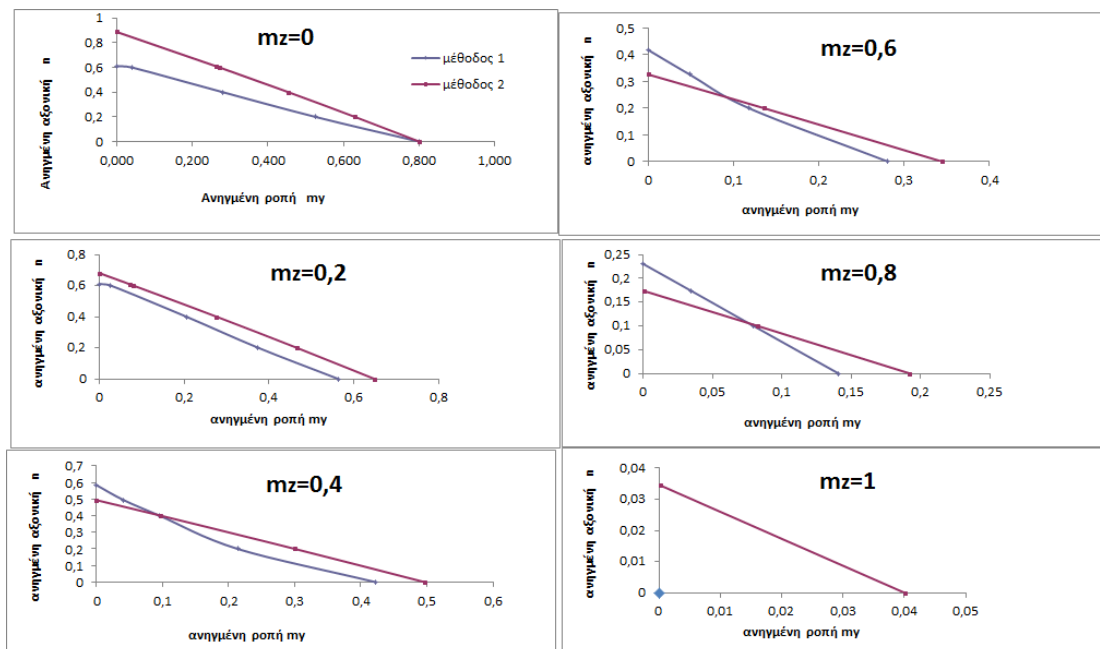 mz=0
Ανηγμένη αξονική n
1
0,8
0,6
0,4
0,2
0
0,000 0,200 0,400 0,600 0,800 1,000
Ανηγμένη ροπή my
μέθοδος 1
μέθοδος 2
mz=0,6
ανηγμένη αξονική n
0,5
0,4
0,3
0,2
0,1
0
0 0,1 0,2 0,3 0,4
ανηγμένη ροπή my
mz=0,2
ανηγμένη αξονική n
0,8
0,6
0,4
0,2
0
0 0,2 0,4 0,6 0,8
ανηγμένη ροπή my
mz=0,8
ανηγμένη αξονική n
0,25
0,2
0,15
0,1
0,05
0
0 0,05 0,1 0,15 0,2 0,25
ανηγμένη ροπή my
mz=0,4
ανηγμένη αξονική n
0,7
0,6
0,5
0,4
0,3
0,2
0,1
0
0 0,1 0,2 0,3 0,4 0,5 0,6
ανηγμένη ροπή my
mz=1
ανηγμένη αξονική n
0,04
0,03
0,02
0,01
0
0 0,01 0,02 0,03 0,04 0,05
ανηγμένη ροπή my